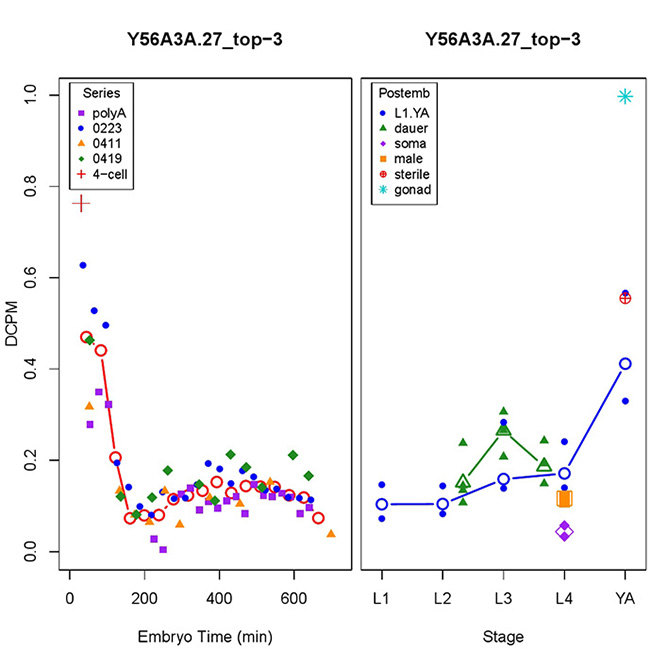 Y56A3A.27_top−3
Y56A3A.27_top−3
Series
polyA
0223
0411
0419
4−cell
Postemb
L1.YA
dauer
soma
male
sterile
gonad
DCPM
1.0
0.8
0.6
0.4
0.2
0.0
0
200
400
600
L1
L2
L3
L4
YA
Embryo Time (min)
Stage